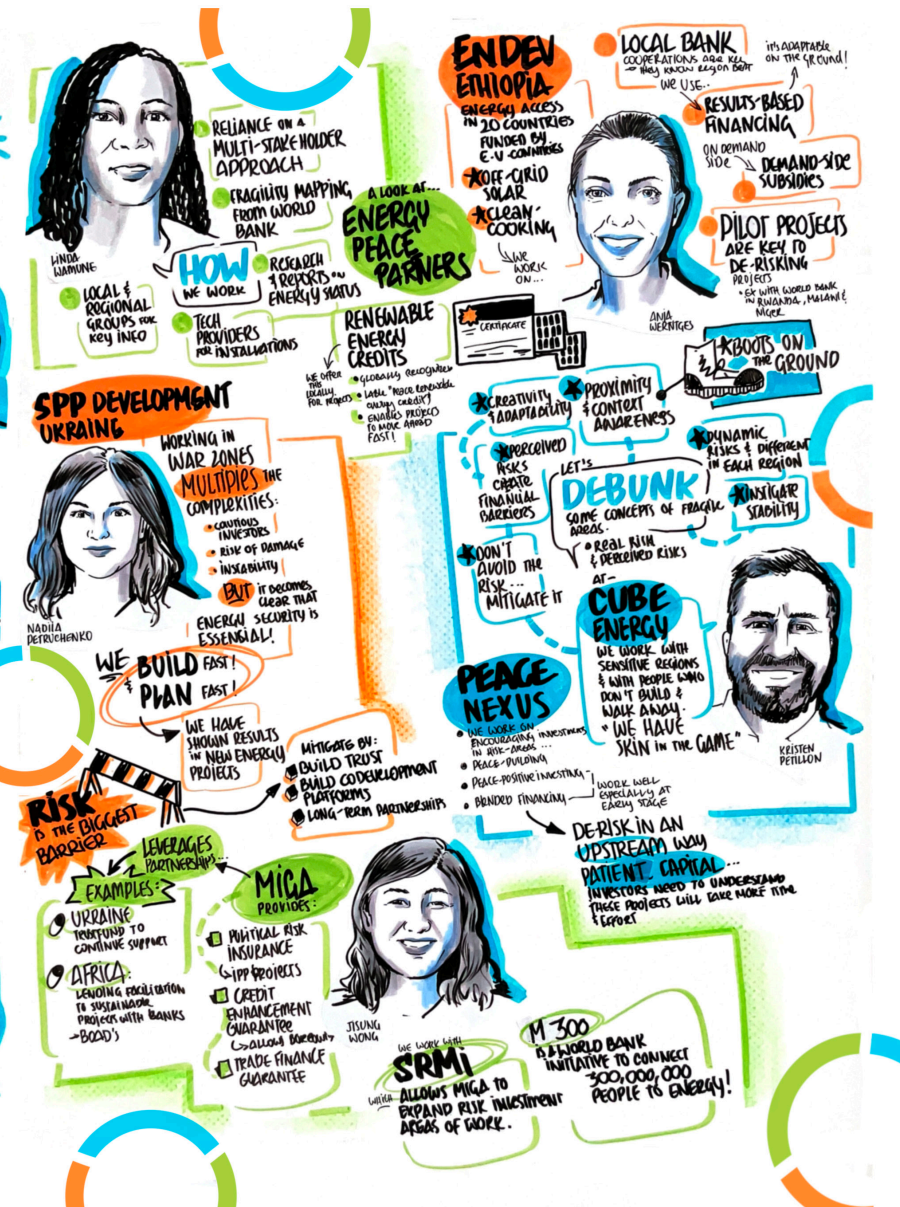 LINDA
WAMUNE
RELIANCE ON A
MULTI-STAKEHOLDER
APPROACH
FRAGILITY MAPPING
FROM WORLD
BANK
A LOOK AT...
ENERGY
PEACE
PARTNERS
HOW
WE WORK
RESEARCH
& REPORTS ON
ENERGY STATUS
LOCAL &
REGIONAL
GROUPS FOR
KEY INFO
TECH
PROVIDERS
FOR INSTALLATIONS
RENEWABLE
ENERGY
CREDITS
WE OFFER
THIS
LOCALLY
FOR PROJECTS
• GLOBALLY RECOGNIZED
• LABLE "PEACE RENEWABLE
ENERGY CREDIT"
• ENABLES PROJECTS
TO MOVE AHEAD
FAST!
CERTIFICATE
ENDEV
ETHIOPIA
ENERGY ACCESS
IN 20 COUNTRIES
FUNDED BY
E.U COUNTRIES
OFF-GRID
SOLAR
CLEAN-
COOKING
WE
WORK
ON...
LOCAL BANK
COOPERATIONS ARE KEY
→ THEY KNOW REGION BEST
IT'S ADAPTABLE
ON THE GROUND!
WE USE..
RESULTS-BASED
FINANCING
ON DEMAND
SIDE
DEMAND-SIDE
SUBSIDIES
PILOT PROJECTS
ARE KEY TO
DE-RISKING
PROJECTS
• EX WITH WORLD BANK
IN RWANDA, MALAWI &
NIGER
ANJA
WERNTGES
BOOTS ON
THE GROUND
SPP DEVELOPMENT
UKRAINE
WORKING IN
WAR ZONES
MULTIPIES THE
COMPLEXITIES:
• CAUTIOUS
INVESTORS
• RISK OF DAMAGE
• INSTABILITY
BUT IT BECOMES
CLEAR THAT
ENERGY SECURITY IS
ESSENSIAL!
NADIIA
PETRUCHENKO
WE BUILD FAST!
& PLAN FAST!
WE HAVE
SHOWN RESULTS
IN NEW ENERGY
PROJECTS
RISK
IS THE BIGGEST
BARRIER
MITIGATE BY:
BUILD TRUST
BUILD CODEVELOPMENT
PLATFORMS
LONG-TERM PARTNERSHIPS
CREATIVITY
& ADAPTABILITY
PROXIMITY
& CONTEXT
AWARENESS
PERCEIVED
RISKS
CREATE
FINANCIAL
BARRIERS
DYNAMIC
RISKS & DIFFERENT
IN EACH REGION
LET'S
DEBUNK
SOME CONCEPTS OF FRAGILE
AREAS.
• REAL RISK
& PERCEIVED RISKS
INSTIGATE
STABILITY
DON'T
AVOID THE
RISK...
MITIGATE IT
AT–
CUBE
ENERGY
WE WORK WITH
SENSITIVE REGIONS
& WITH PEOPLE WHO
DON'T BUILD &
WALK AWAY.
"WE HAVE
SKIN IN THE GAME"
KRISTEN
PETILLON
PEACE
NEXUS
• WE WORK ON
ENCOURAGING INVESTMENTS
IN RISK-AREAS...
• PEACE-BUILDING
• PEACE-POSITIVE INVESTING
• BLENDED FINANCING
WORK WELL
ESPECIALLY AT
EARLY STAGE
DE-RISK IN AN
UPSTREAM WAY
PATIENT CAPITAL...
INVESTORS NEED TO UNDERSTAND
THESE PROJECTS WILL TAKE MORE TIME
& EFFORT
LEVERAGES
PARTNERSHIPS...
EXAMPLES:
UKRAINE
TRUSTFUND TO
CONTINUE SUPPORT
AFRICA:
LENDING FACILITATION
TO SUSTAINABLE
PROJECTS WITH BANKS
→ BOAD'S
MIGA
PROVIDES:
POLITICAL RISK
INSURANCE
↳ IPP PROJECTS
CREDIT
ENHANCEMENT
GUARANTEE
↳ ALLOWS
TRADE FINANCE
GUARANTEE
JISUNG
WONG
WE WORK WITH
SRMi
WHICH ALLOWS MIGA TO
EXPAND RISK INVESTMENT
AREAS OF WORK.
M 300
IS A WORLD BANK
INITIATIVE TO CONNECT
300,000,000
PEOPLE TO ENERGY!